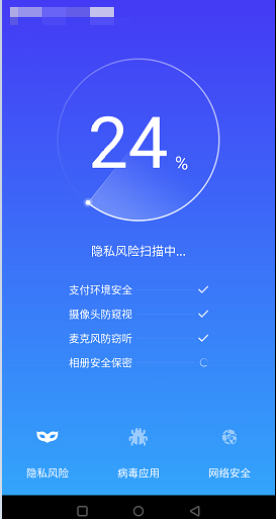 24%
隐私风险扫描中...
支付环境安全
摄像头防窥视
麦克风防窃听
相册安全保密
隐私风险 病毒应用 网络安全